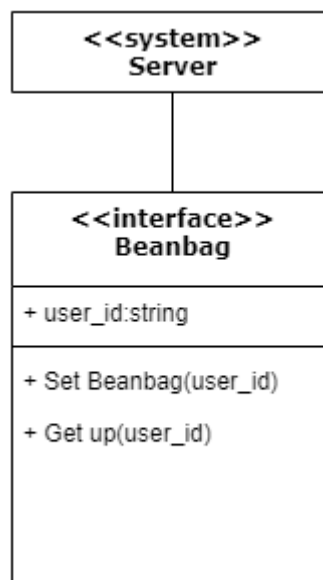 <<system>>
Server
<<interface>>
Beanbag
+ user_id:string
+ Set Beanbag(user_id)
+ Get up(user_id)